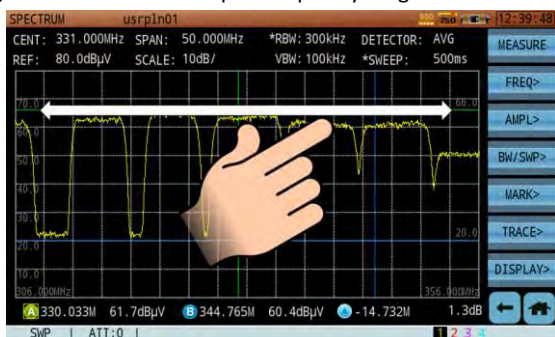 SPECTRUM usrpln01 100 75Ω 12:39:48
CENT: 331.000MHz SPAN: 50.000MHz *RBW: 300kHz DETECTOR: AVG
REF: 80.0dBµV SCALE: 10dB/ VBW: 100kHz *SWEEP: 500ms
MEASURE
FREQ>
AMPL>
BW/SWP>
MARK>
TRACE>
DISPLAY>
70.0 66.0
60.0
50.0
40.0
30.0
20.0 20.0
10.0
306.000MHz 356.000MHz
A 330.033M 61.7dBµV B 344.765M 60.4dBµV -14.732M 1.3dB
SWP | ATT:0 | 1 2 3 4